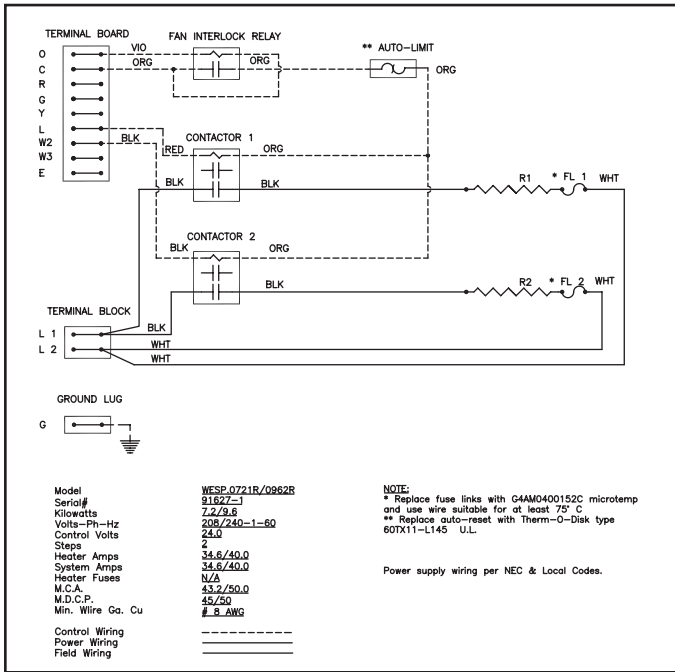 TERMINAL BOARD
FAN INTERLOCK RELAY
** AUTO-LIMIT
O
VIO
C
ORG
ORG
ORG
R
G
Y
L
W2
BLK
CONTACTOR 1
W3
RED
ORG
E
BLK
BLK
R1
* FL 1
WHT
CONTACTOR 2
BLK
ORG
BLK
R2
* FL 2
WHT
TERMINAL BLOCK
L 1
BLK
L 2
WHT
WHT
GROUND LUG
G
Model WESP.0721R/0962R
Serial# 91627-1
Kilowatts 7.2/9.6
Volts-Ph-Hz 208/240-1-60
Control Volts 24.0
Steps 2
Heater Amps 34.6/40.0
System Amps 34.6/40.0
Heater Fuses N/A
M.C.A. 43.2/50.0
M.D.C.P. 45/50
Min. Wlire Ga. Cu # 8 AWG
Control Wiring
Power Wiring
Field Wiring
NOTE:
* Replace fuse links with G4AM0400152C microtemp
and use wire suitable for at least 75° C
** Replace auto-reset with Therm-O-Disk type
60TX11-L145 U.L.
Power supply wiring per NEC & Local Codes.